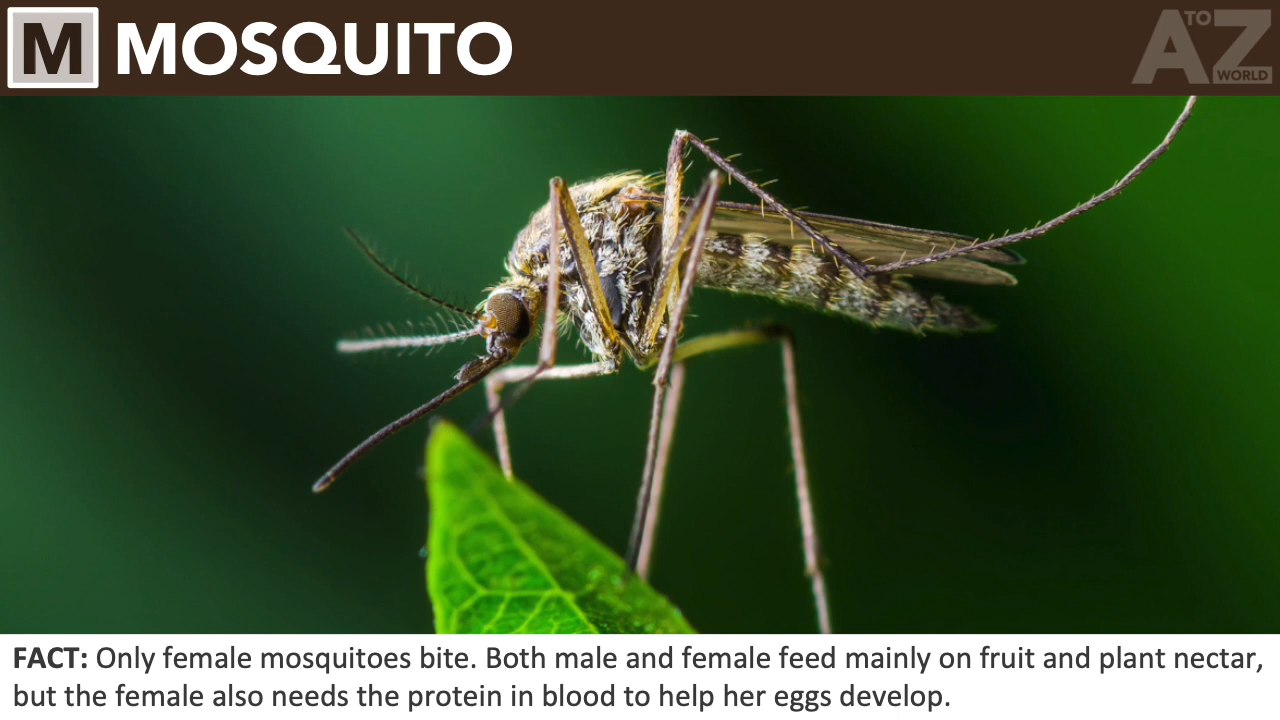 M MOSQUITO
A TO Z WORLD
FACT: Only female mosquitoes bite. Both male and female feed mainly on fruit and plant nectar,
but the female also needs the protein in blood to help her eggs develop.